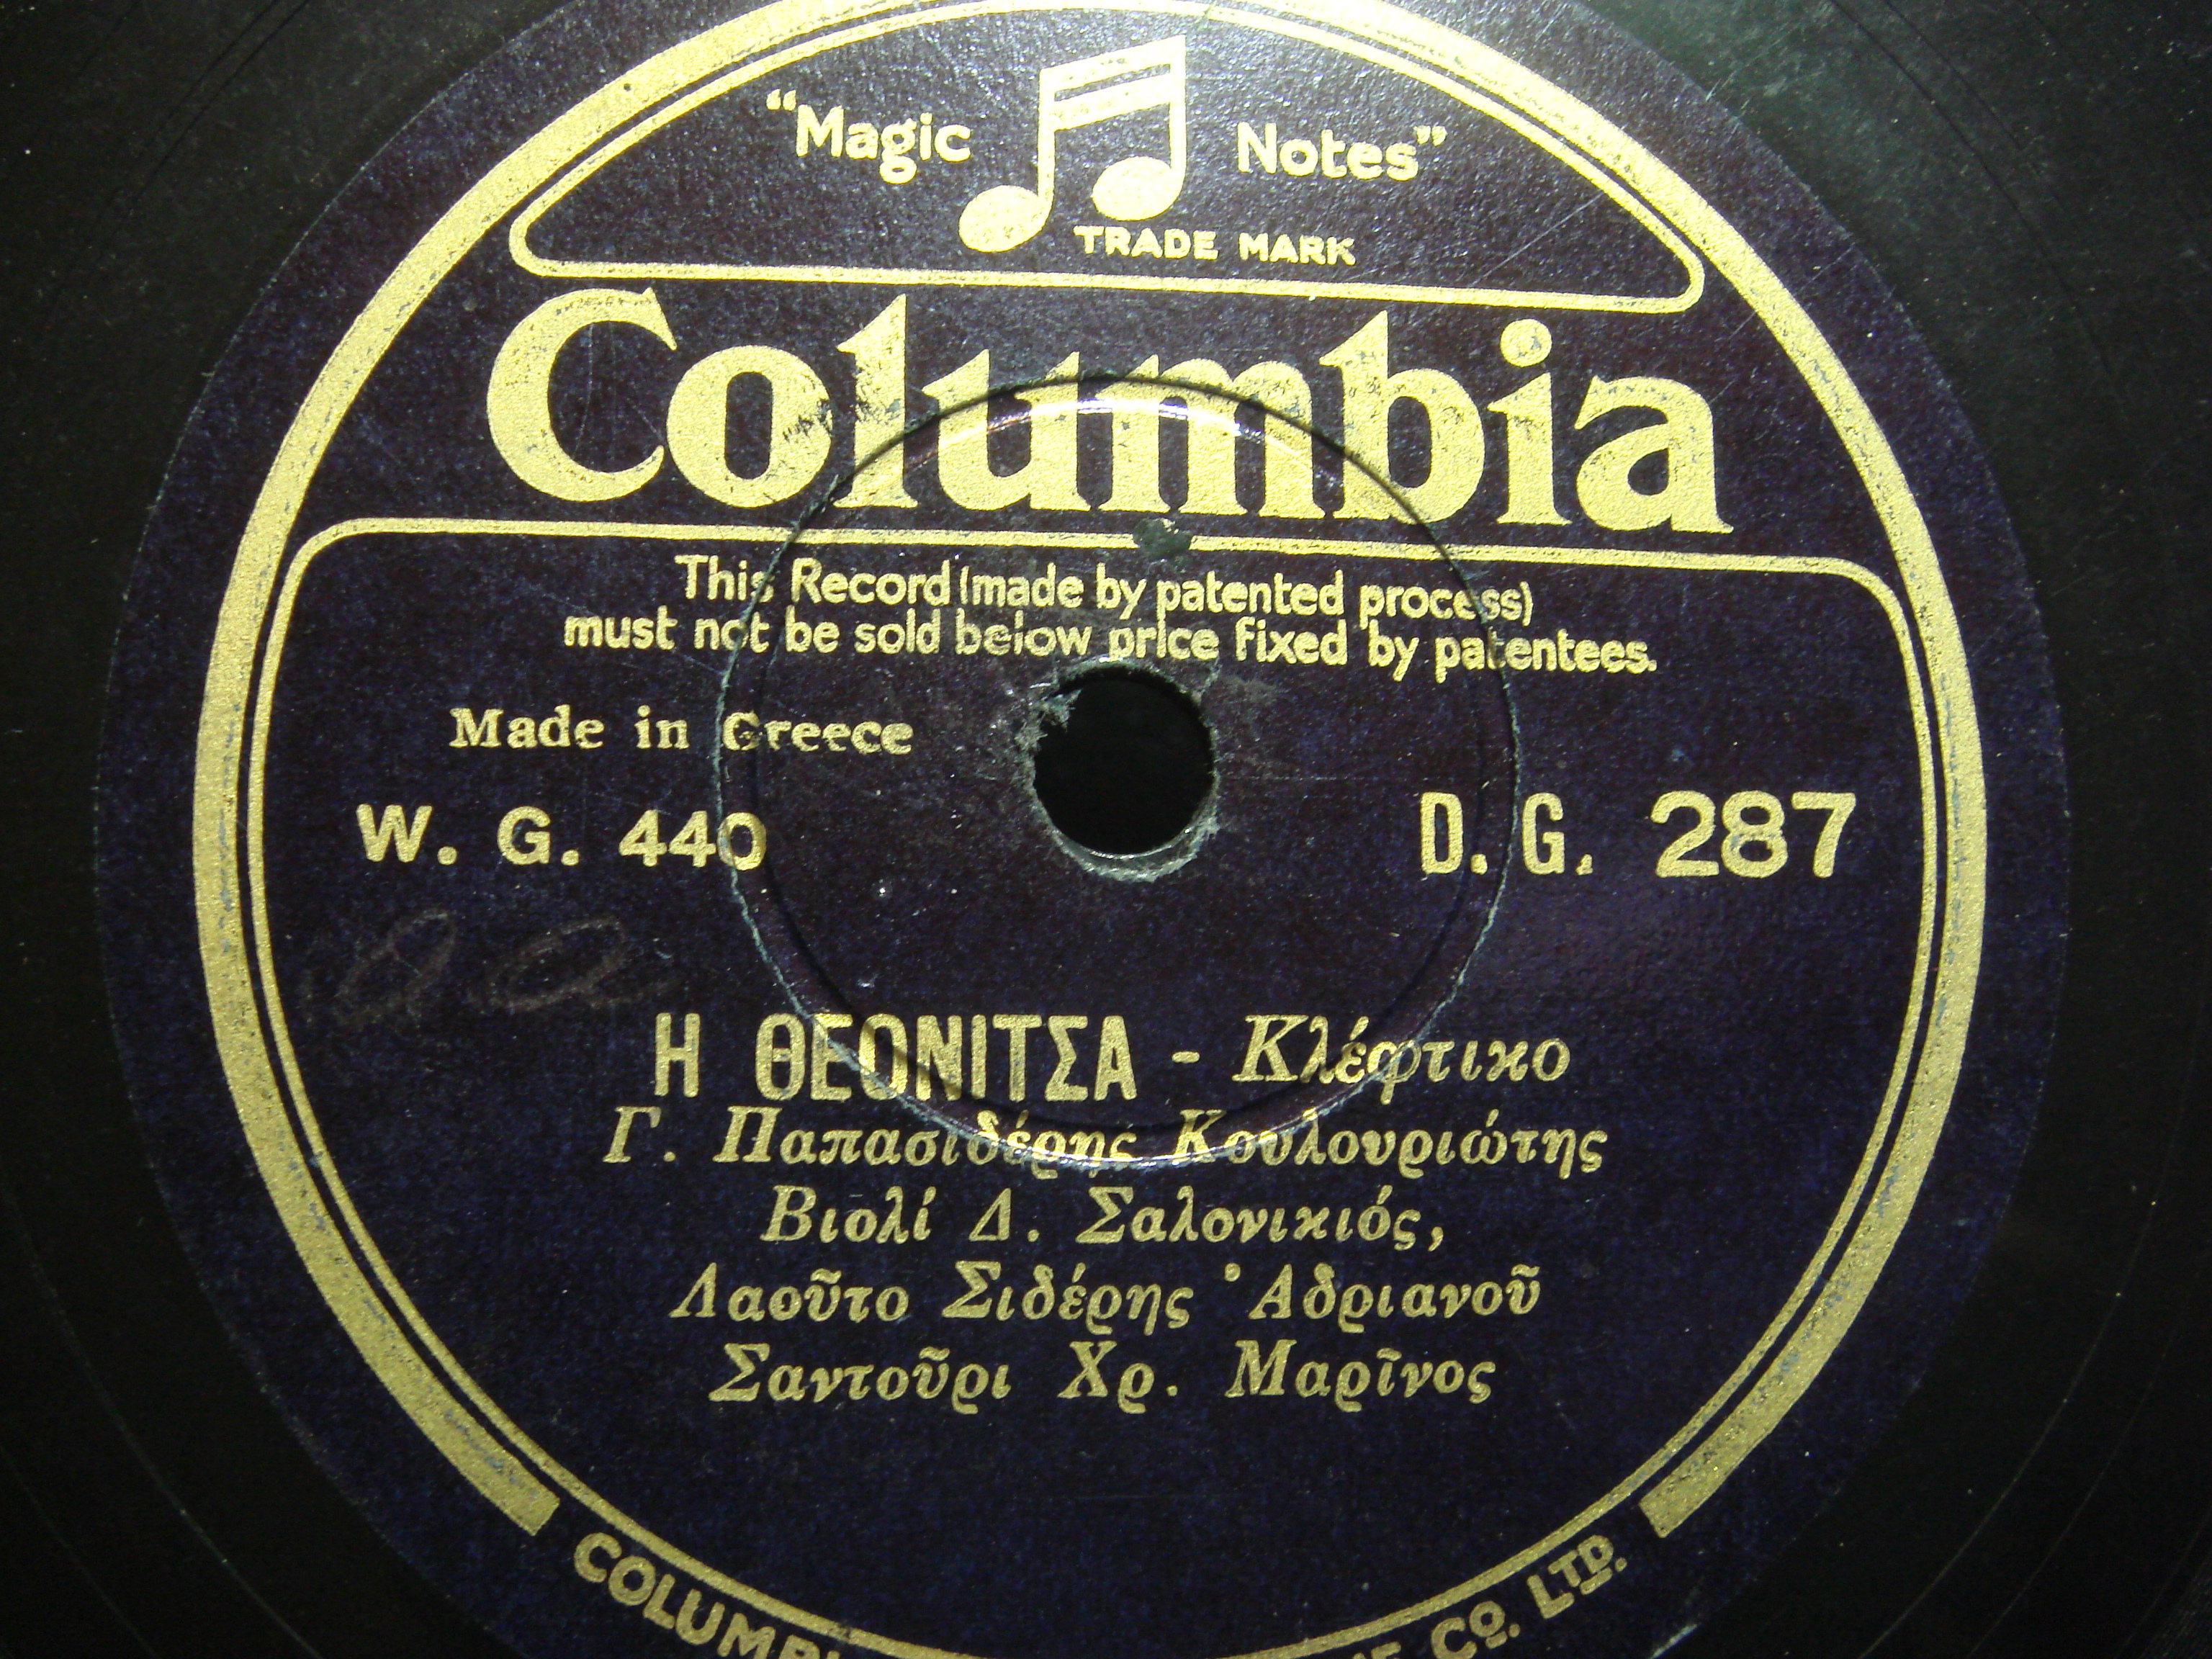 "Magic Notes"
TRADE MARK
Columbia
This Record (made by patented process)
must not be sold below price fixed by patentees.
Made in Greece
W. G. 440
D. G. 287
Η ΘΕΟΝΙΤΣΑ - Κλέφτικο
Γ. Παπασιδέρης Κουλουριώτης
Βιολί Δ. Σαλονικιός,
Λαοῦτο Σιδέρης Ἀδριανοῦ
Σαντοῦρι Χρ. Μαρῖνος
CO. LTD.